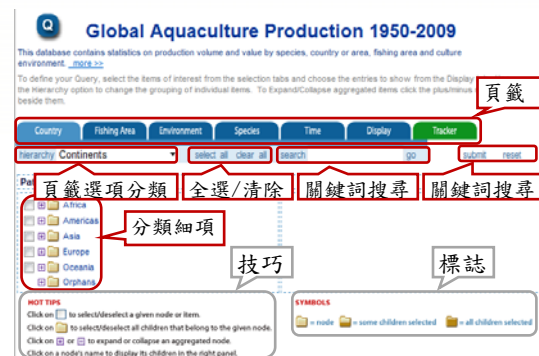 Global Aquaculture Production 1950-2009
This database contains statistics on production volume and value by species, country or area, fishing area and culture
environment. more >>
To define your Query, select the items of interest from the selection tabs and choose the entries to show from the Display
the Hierarchy option to change the grouping of individual items. To Expand/Collapse aggregated items click the plus/minus
beside them.
頁籤
Country Fishing Area Environment Species Time Display Tracker
hierarchy Continents select all clear all search go submit reset
頁籤選項分類 全選/清除 關鍵詞搜尋 關鍵詞搜尋
Africa
Americas
Asia
Europe
Oceania
Orphans
分類細項
技巧 標誌
HOT TIPS
Click on to select/deselect a given node or item.
Click on to select/deselect all children that belong to the given node.
Click on or to expand or collapse an aggregated node.
Click on a node's name to display its children in the right panel.
SYMBOLS
= node = some children selected = all children selected